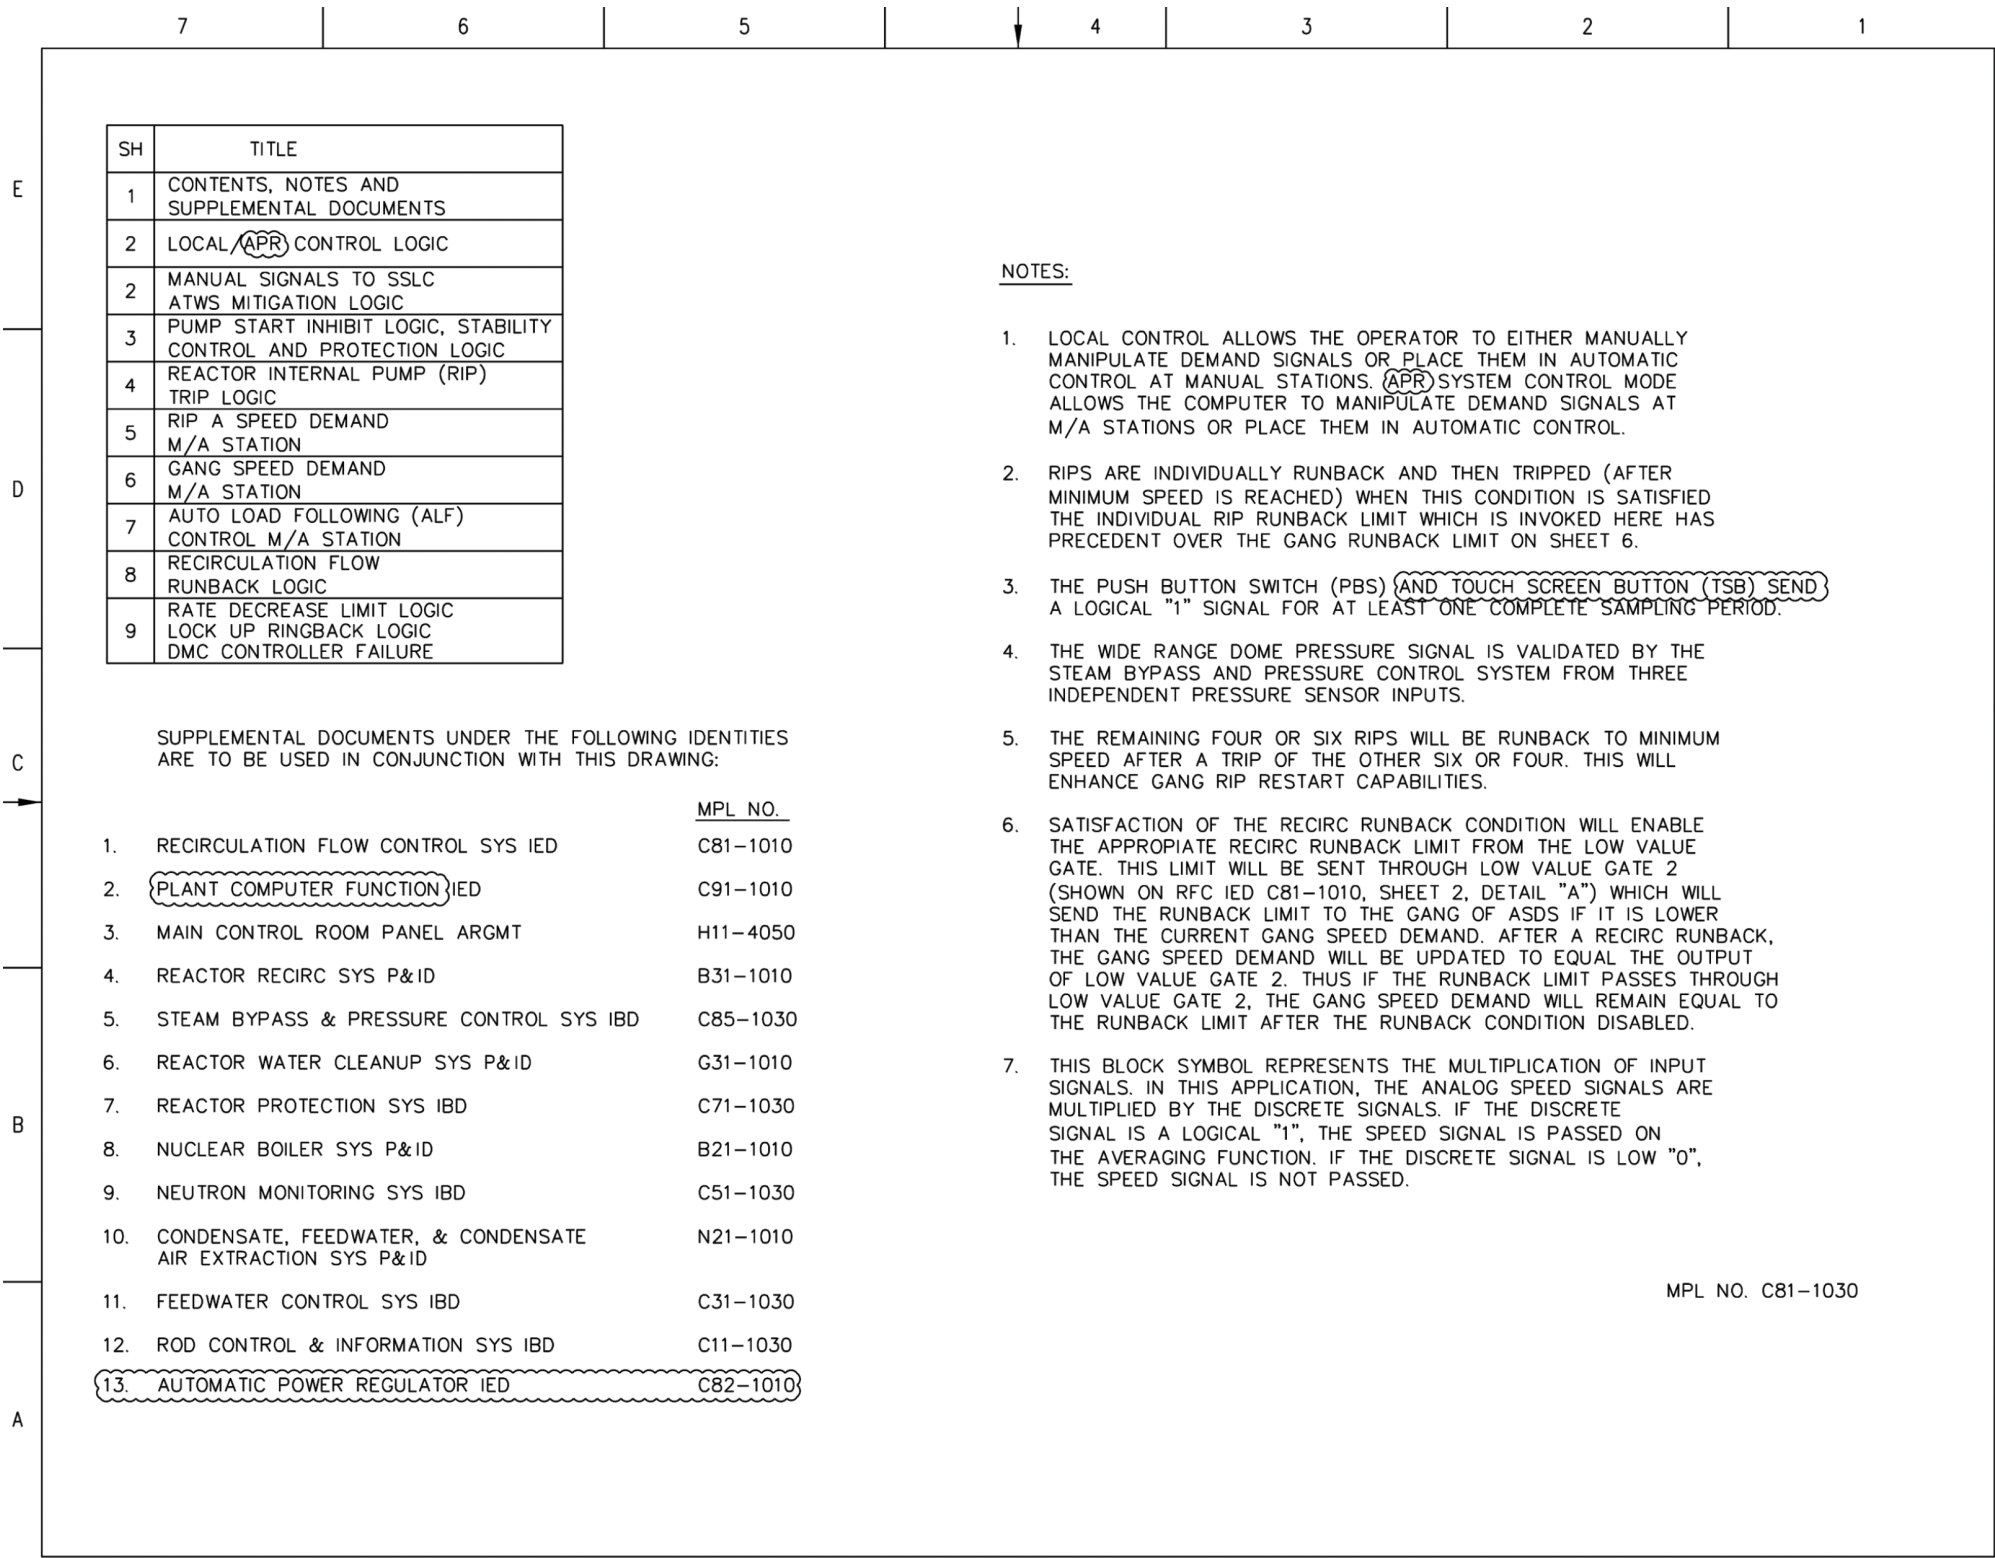 7 6 5 4 3 2 1
E
D
C
B
A
SH TITLE
1 CONTENTS, NOTES AND
SUPPLEMENTAL DOCUMENTS
2 LOCAL/APR CONTROL LOGIC
2 MANUAL SIGNALS TO SSLC
ATWS MITIGATION LOGIC
3 PUMP START INHIBIT LOGIC, STABILITY
CONTROL AND PROTECTION LOGIC
4 REACTOR INTERNAL PUMP (RIP)
TRIP LOGIC
5 RIP A SPEED DEMAND
M/A STATION
6 GANG SPEED DEMAND
M/A STATION
7 AUTO LOAD FOLLOWING (ALF)
CONTROL M/A STATION
8 RECIRCULATION FLOW
RUNBACK LOGIC
9 RATE DECREASE LIMIT LOGIC
LOCK UP RINGBACK LOGIC
DMC CONTROLLER FAILURE
SUPPLEMENTAL DOCUMENTS UNDER THE FOLLOWING IDENTITIES
ARE TO BE USED IN CONJUNCTION WITH THIS DRAWING:
MPL NO.
1. RECIRCULATION FLOW CONTROL SYS IED C81-1010
2. PLANT COMPUTER FUNCTION IED C91-1010
3. MAIN CONTROL ROOM PANEL ARGMT H11-4050
4. REACTOR RECIRC SYS P&ID B31-1010
5. STEAM BYPASS & PRESSURE CONTROL SYS IBD C85-1030
6. REACTOR WATER CLEANUP SYS P&ID G31-1010
7. REACTOR PROTECTION SYS IBD C71-1030
8. NUCLEAR BOILER SYS P&ID B21-1010
9. NEUTRON MONITORING SYS IBD C51-1030
10. CONDENSATE, FEEDWATER, & CONDENSATE N21-1010
AIR EXTRACTION SYS P&ID
11. FEEDWATER CONTROL SYS IBD C31-1030
12. ROD CONTROL & INFORMATION SYS IBD C11-1030
13. AUTOMATIC POWER REGULATOR IED C82-1010
NOTES:
1. LOCAL CONTROL ALLOWS THE OPERATOR TO EITHER MANUALLY
MANIPULATE DEMAND SIGNALS OR PLACE THEM IN AUTOMATIC
CONTROL AT MANUAL STATIONS. APR SYSTEM CONTROL MODE
ALLOWS THE COMPUTER TO MANIPULATE DEMAND SIGNALS AT
M/A STATIONS OR PLACE THEM IN AUTOMATIC CONTROL.
2. RIPS ARE INDIVIDUALLY RUNBACK AND THEN TRIPPED (AFTER
MINIMUM SPEED IS REACHED) WHEN THIS CONDITION IS SATISFIED
THE INDIVIDUAL RIP RUNBACK LIMIT WHICH IS INVOKED HERE HAS
PRECEDENT OVER THE GANG RUNBACK LIMIT ON SHEET 6.
3. THE PUSH BUTTON SWITCH (PBS) AND TOUCH SCREEN BUTTON (TSB) SEND
A LOGICAL "1" SIGNAL FOR AT LEAST ONE COMPLETE SAMPLING PERIOD.
4. THE WIDE RANGE DOME PRESSURE SIGNAL IS VALIDATED BY THE
STEAM BYPASS AND PRESSURE CONTROL SYSTEM FROM THREE
INDEPENDENT PRESSURE SENSOR INPUTS.
5. THE REMAINING FOUR OR SIX RIPS WILL BE RUNBACK TO MINIMUM
SPEED AFTER A TRIP OF THE OTHER SIX OR FOUR. THIS WILL
ENHANCE GANG RIP RESTART CAPABILITIES.
6. SATISFACTION OF THE RECIRC RUNBACK CONDITION WILL ENABLE
THE APPROPIATE RECIRC RUNBACK LIMIT FROM THE LOW VALUE
GATE. THIS LIMIT WILL BE SENT THROUGH LOW VALUE GATE 2
(SHOWN ON RFC IED C81-1010, SHEET 2, DETAIL "A") WHICH WILL
SEND THE RUNBACK LIMIT TO THE GANG OF ASDS IF IT IS LOWER
THAN THE CURRENT GANG SPEED DEMAND. AFTER A RECIRC RUNBACK,
THE GANG SPEED DEMAND WILL BE UPDATED TO EQUAL THE OUTPUT
OF LOW VALUE GATE 2. THUS IF THE RUNBACK LIMIT PASSES THROUGH
LOW VALUE GATE 2, THE GANG SPEED DEMAND WILL REMAIN EQUAL TO
THE RUNBACK LIMIT AFTER THE RUNBACK CONDITION DISABLED.
7. THIS BLOCK SYMBOL REPRESENTS THE MULTIPLICATION OF INPUT
SIGNALS. IN THIS APPLICATION, THE ANALOG SPEED SIGNALS ARE
MULTIPLIED BY THE DISCRETE SIGNALS. IF THE DISCRETE
SIGNAL IS A LOGICAL "1", THE SPEED SIGNAL IS PASSED ON
THE AVERAGING FUNCTION. IF THE DISCRETE SIGNAL IS LOW "0",
THE SPEED SIGNAL IS NOT PASSED.
MPL NO. C81-1030